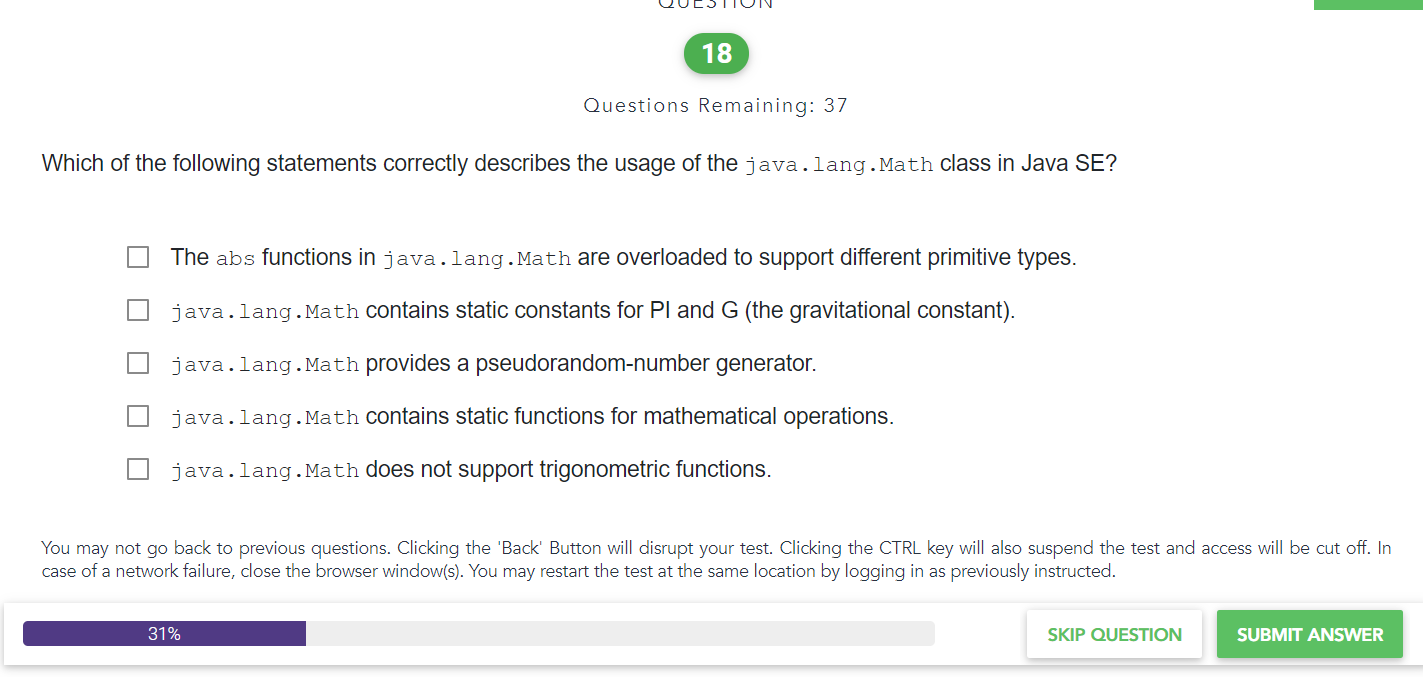 QUESTION
18
Questions Remaining: 37
Which of the following statements correctly describes the usage of the java.lang.Math class in Java SE?
The abs functions in java.lang.Math are overloaded to support different primitive types.
java.lang.Math contains static constants for PI and G (the gravitational constant).
java.lang.Math provides a pseudorandom-number generator.
java.lang.Math contains static functions for mathematical operations.
java.lang.Math does not support trigonometric functions.
You may not go back to previous questions. Clicking the 'Back' Button will disrupt your test. Clicking the CTRL key will also suspend the test and access will be cut off. In
case of a network failure, close the browser window(s). You may restart the test at the same location by logging in as previously instructed.
31%
SKIP QUESTION
SUBMIT ANSWER